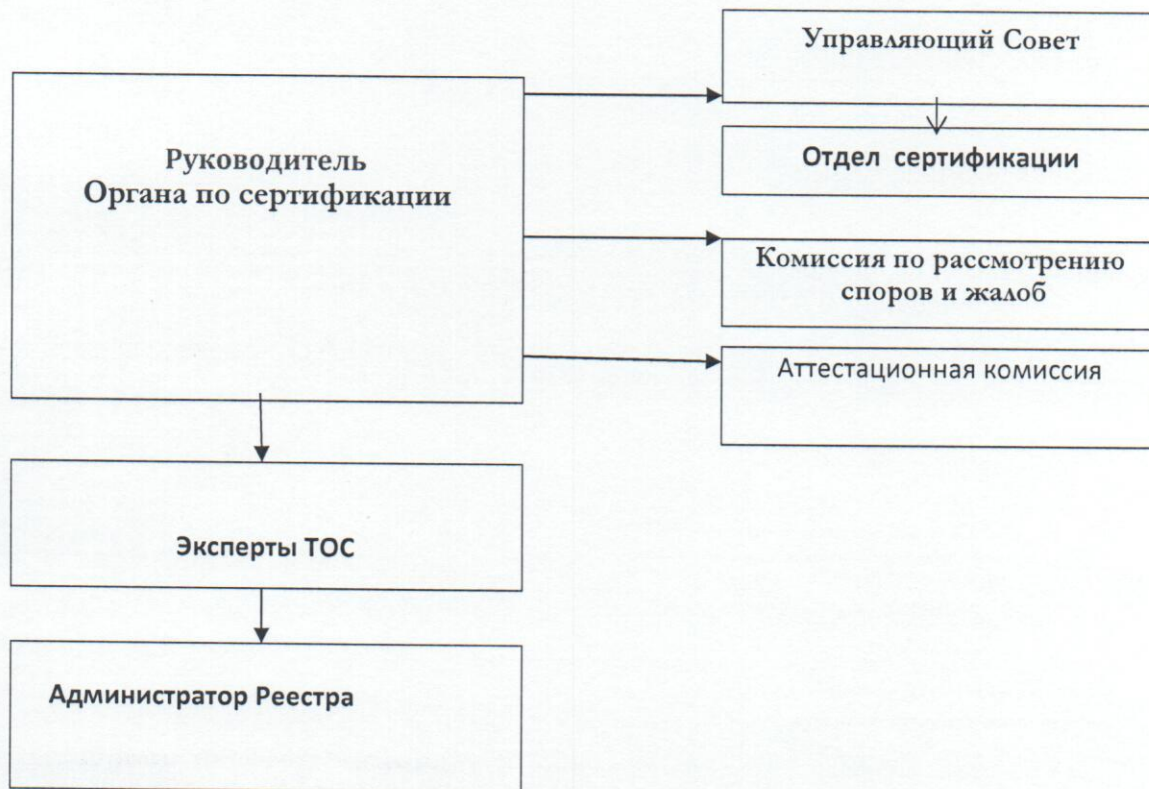 Управляющий Совет
Руководитель
Органа по сертификации
Отдел сертификации
Комиссия по рассмотрению
споров и жалоб
Аттестационная комиссия
Эксперты ТОС
Администратор Реестра